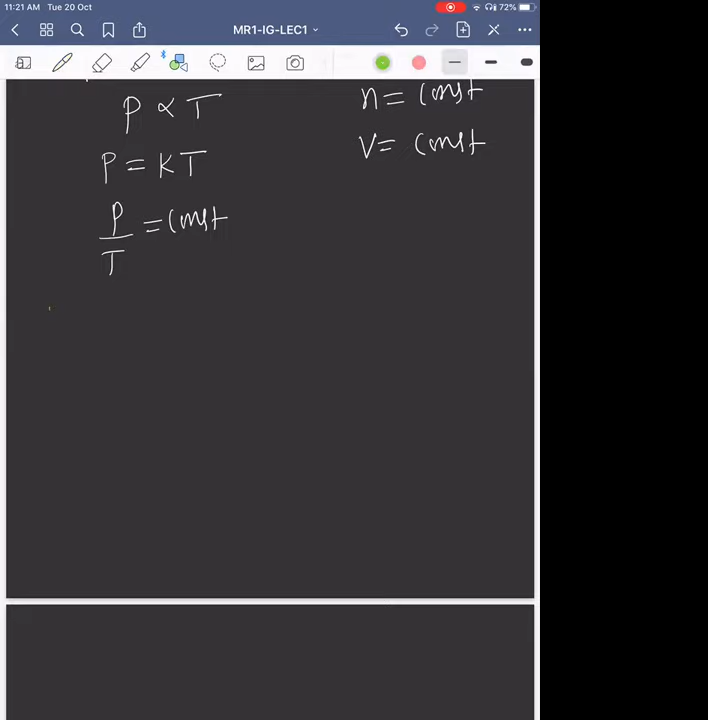 11:21 AM Tue 20 Oct 72%
MR1-IG-LEC1
P ∝ T
n = Const
P = KT
V = Const
P/T = Const